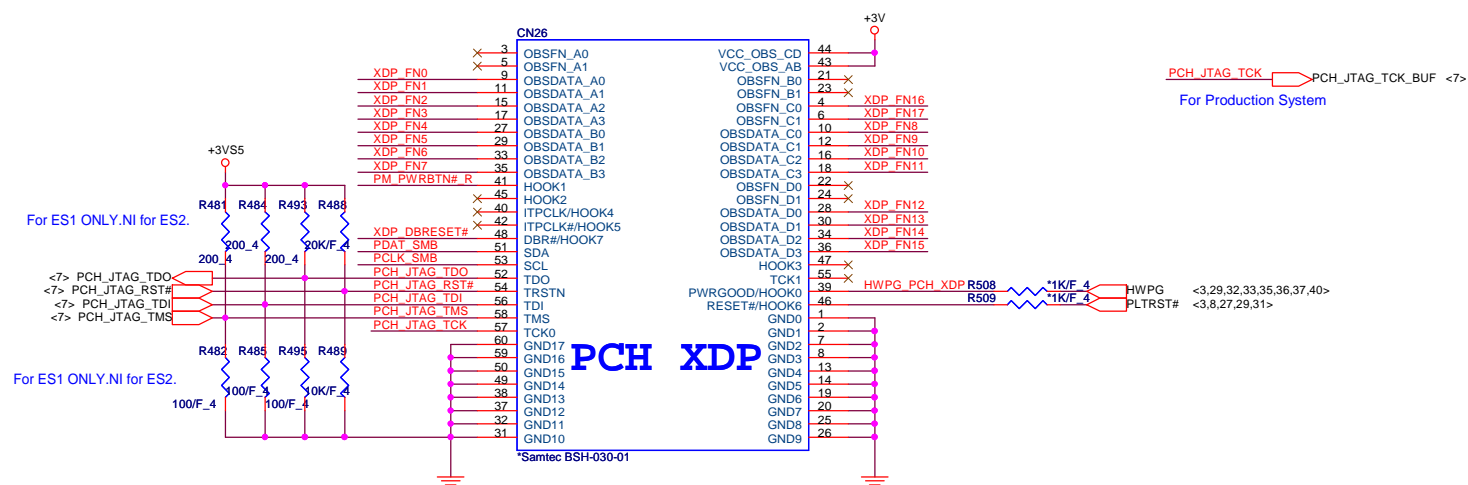 +3V
CN26
3 OBSFN_A0 VCC_OBS_CD 44
5 OBSFN_A1 VCC_OBS_AB 43
XDP_FN0 9 OBSDATA_A0 OBSFN_B0 21
XDP_FN1 11 OBSDATA_A1 OBSFN_B1 23
XDP_FN2 15 OBSDATA_A2 OBSFN_C0 4 XDP_FN16
XDP_FN3 17 OBSDATA_A3 OBSFN_C1 6 XDP_FN17
XDP_FN4 27 OBSDATA_B0 OBSDATA_C0 10 XDP_FN8
XDP_FN5 29 OBSDATA_B1 OBSDATA_C1 12 XDP_FN9
XDP_FN6 33 OBSDATA_B2 OBSDATA_C2 16 XDP_FN10
XDP_FN7 35 OBSDATA_B3 OBSDATA_C3 18 XDP_FN11
PM_PWRBTN#_R 41 HOOK1 OBSFN_D0 22
45 HOOK2 OBSFN_D1 24
40 ITPCLK/HOOK4 OBSDATA_D0 28 XDP_FN12
42 ITPCLK#/HOOK5 OBSDATA_D1 30 XDP_FN13
XDP_DBRESET# 48 DBR#/HOOK7 OBSDATA_D2 34 XDP_FN14
PDAT_SMB 51 SDA OBSDATA_D3 36 XDP_FN15
PCLK_SMB 53 SCL HOOK3 47
PCH_JTAG_TDO 52 TDO TCK1 55
PCH_JTAG_RST# 54 TRSTN PWRGOOD/HOOK0 39 HWPG_PCH_XDP R508 *1K/F_4 HWPG <3,29,32,33,35,36,37,40>
PCH_JTAG_TDI 56 TDI RESET#/HOOK6 46 R509 *1K/F_4 PLTRST# <3,8,27,29,31>
PCH_JTAG_TMS 58 TMS GND0 1
PCH_JTAG_TCK 57 TCK0 GND1 2
60 GND17 GND2 7
59 GND16 GND3 8
50 GND15 GND4 13
49 GND14 GND5 14
38 GND13 GND6 19
37 GND12 GND7 20
32 GND11 GND8 25
31 GND10 GND9 26
PCH XDP
*Samtec BSH-030-01
PCH_JTAG_TCK PCH_JTAG_TCK_BUF <7>
For Production System
+3VS5
R481 R484 R493 R488
For ES1 ONLY.NI for ES2.
200_4 20K/F_4
200_4 200_4
<7> PCH_JTAG_TDO
<7> PCH_JTAG_RST#
<7> PCH_JTAG_TDI
<7> PCH_JTAG_TMS
R482 R485 R495 R489
For ES1 ONLY.NI for ES2.
100/F_4 10K/F_4
100/F_4 100/F_4